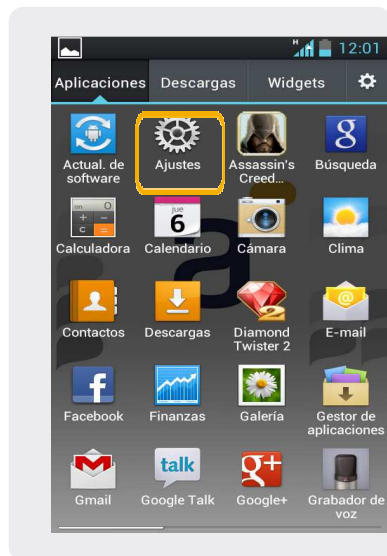 H 12:01
Aplicaciones Descargas Widgets
Actual. de software
Ajustes
Assassin's Creed...
Búsqueda
jue
6
Calculadora
Calendario
Cámara
Clima
Contactos
Descargas
Diamond Twister 2
E-mail
Facebook
Finanzas
Galería
Gestor de aplicaciones
talk
Gmail
Google Talk
Google+
Grabador de voz